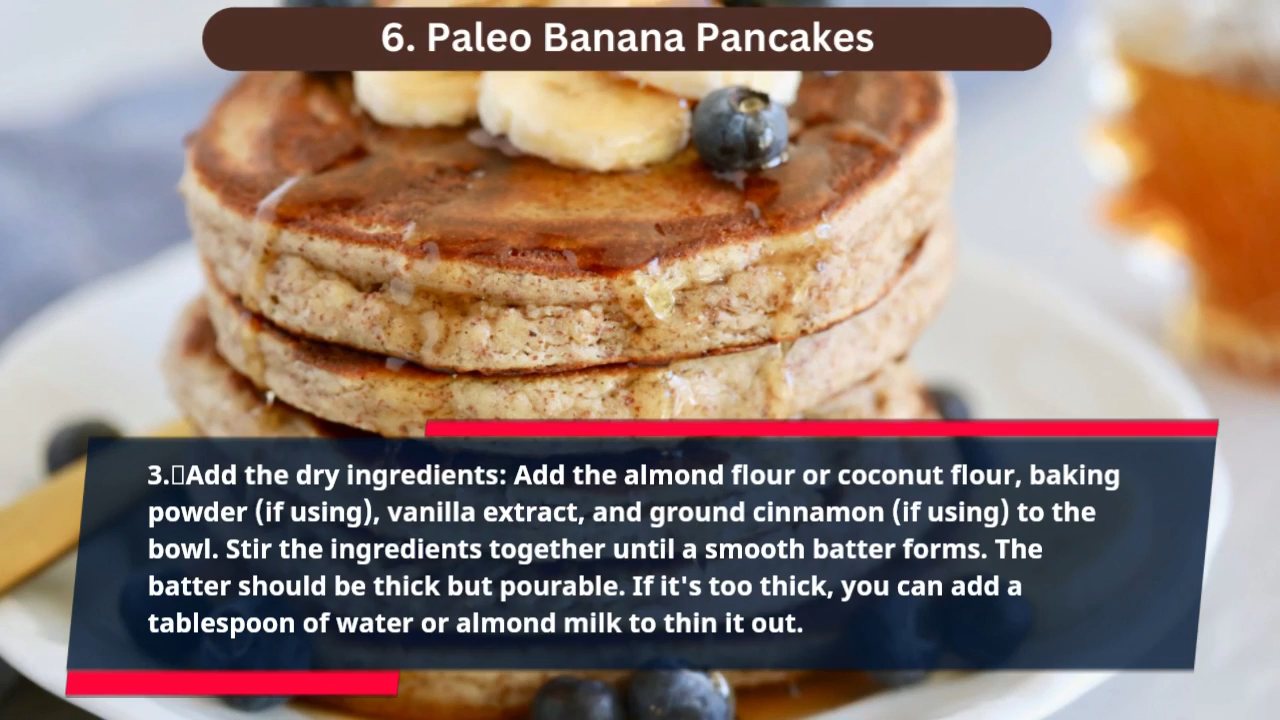 6. Paleo Banana Pancakes
3.▯Add the dry ingredients: Add the almond flour or coconut flour, baking
powder (if using), vanilla extract, and ground cinnamon (if using) to the
bowl. Stir the ingredients together until a smooth batter forms. The
batter should be thick but pourable. If it's too thick, you can add a
tablespoon of water or almond milk to thin it out.